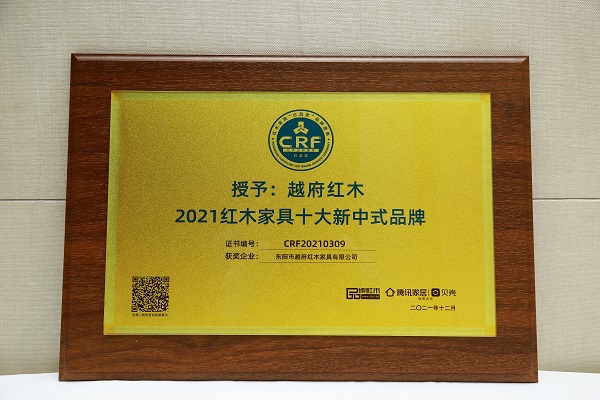 CRF
授予：越府红木
2021红木家具十大新中式品牌
证书编号： CRF20210309
获奖企业： 东阳市越府红木家具有限公司
腾讯家居 贝壳
二〇二一年十二月